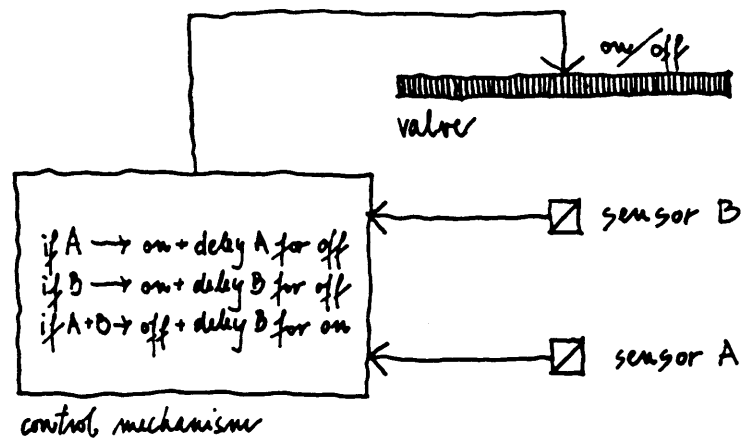 on/off
valve
sensor B
if A → on + delay A for off
if B → on + delay B for off
if A+B → off + delay B for on
sensor A
control mechanism